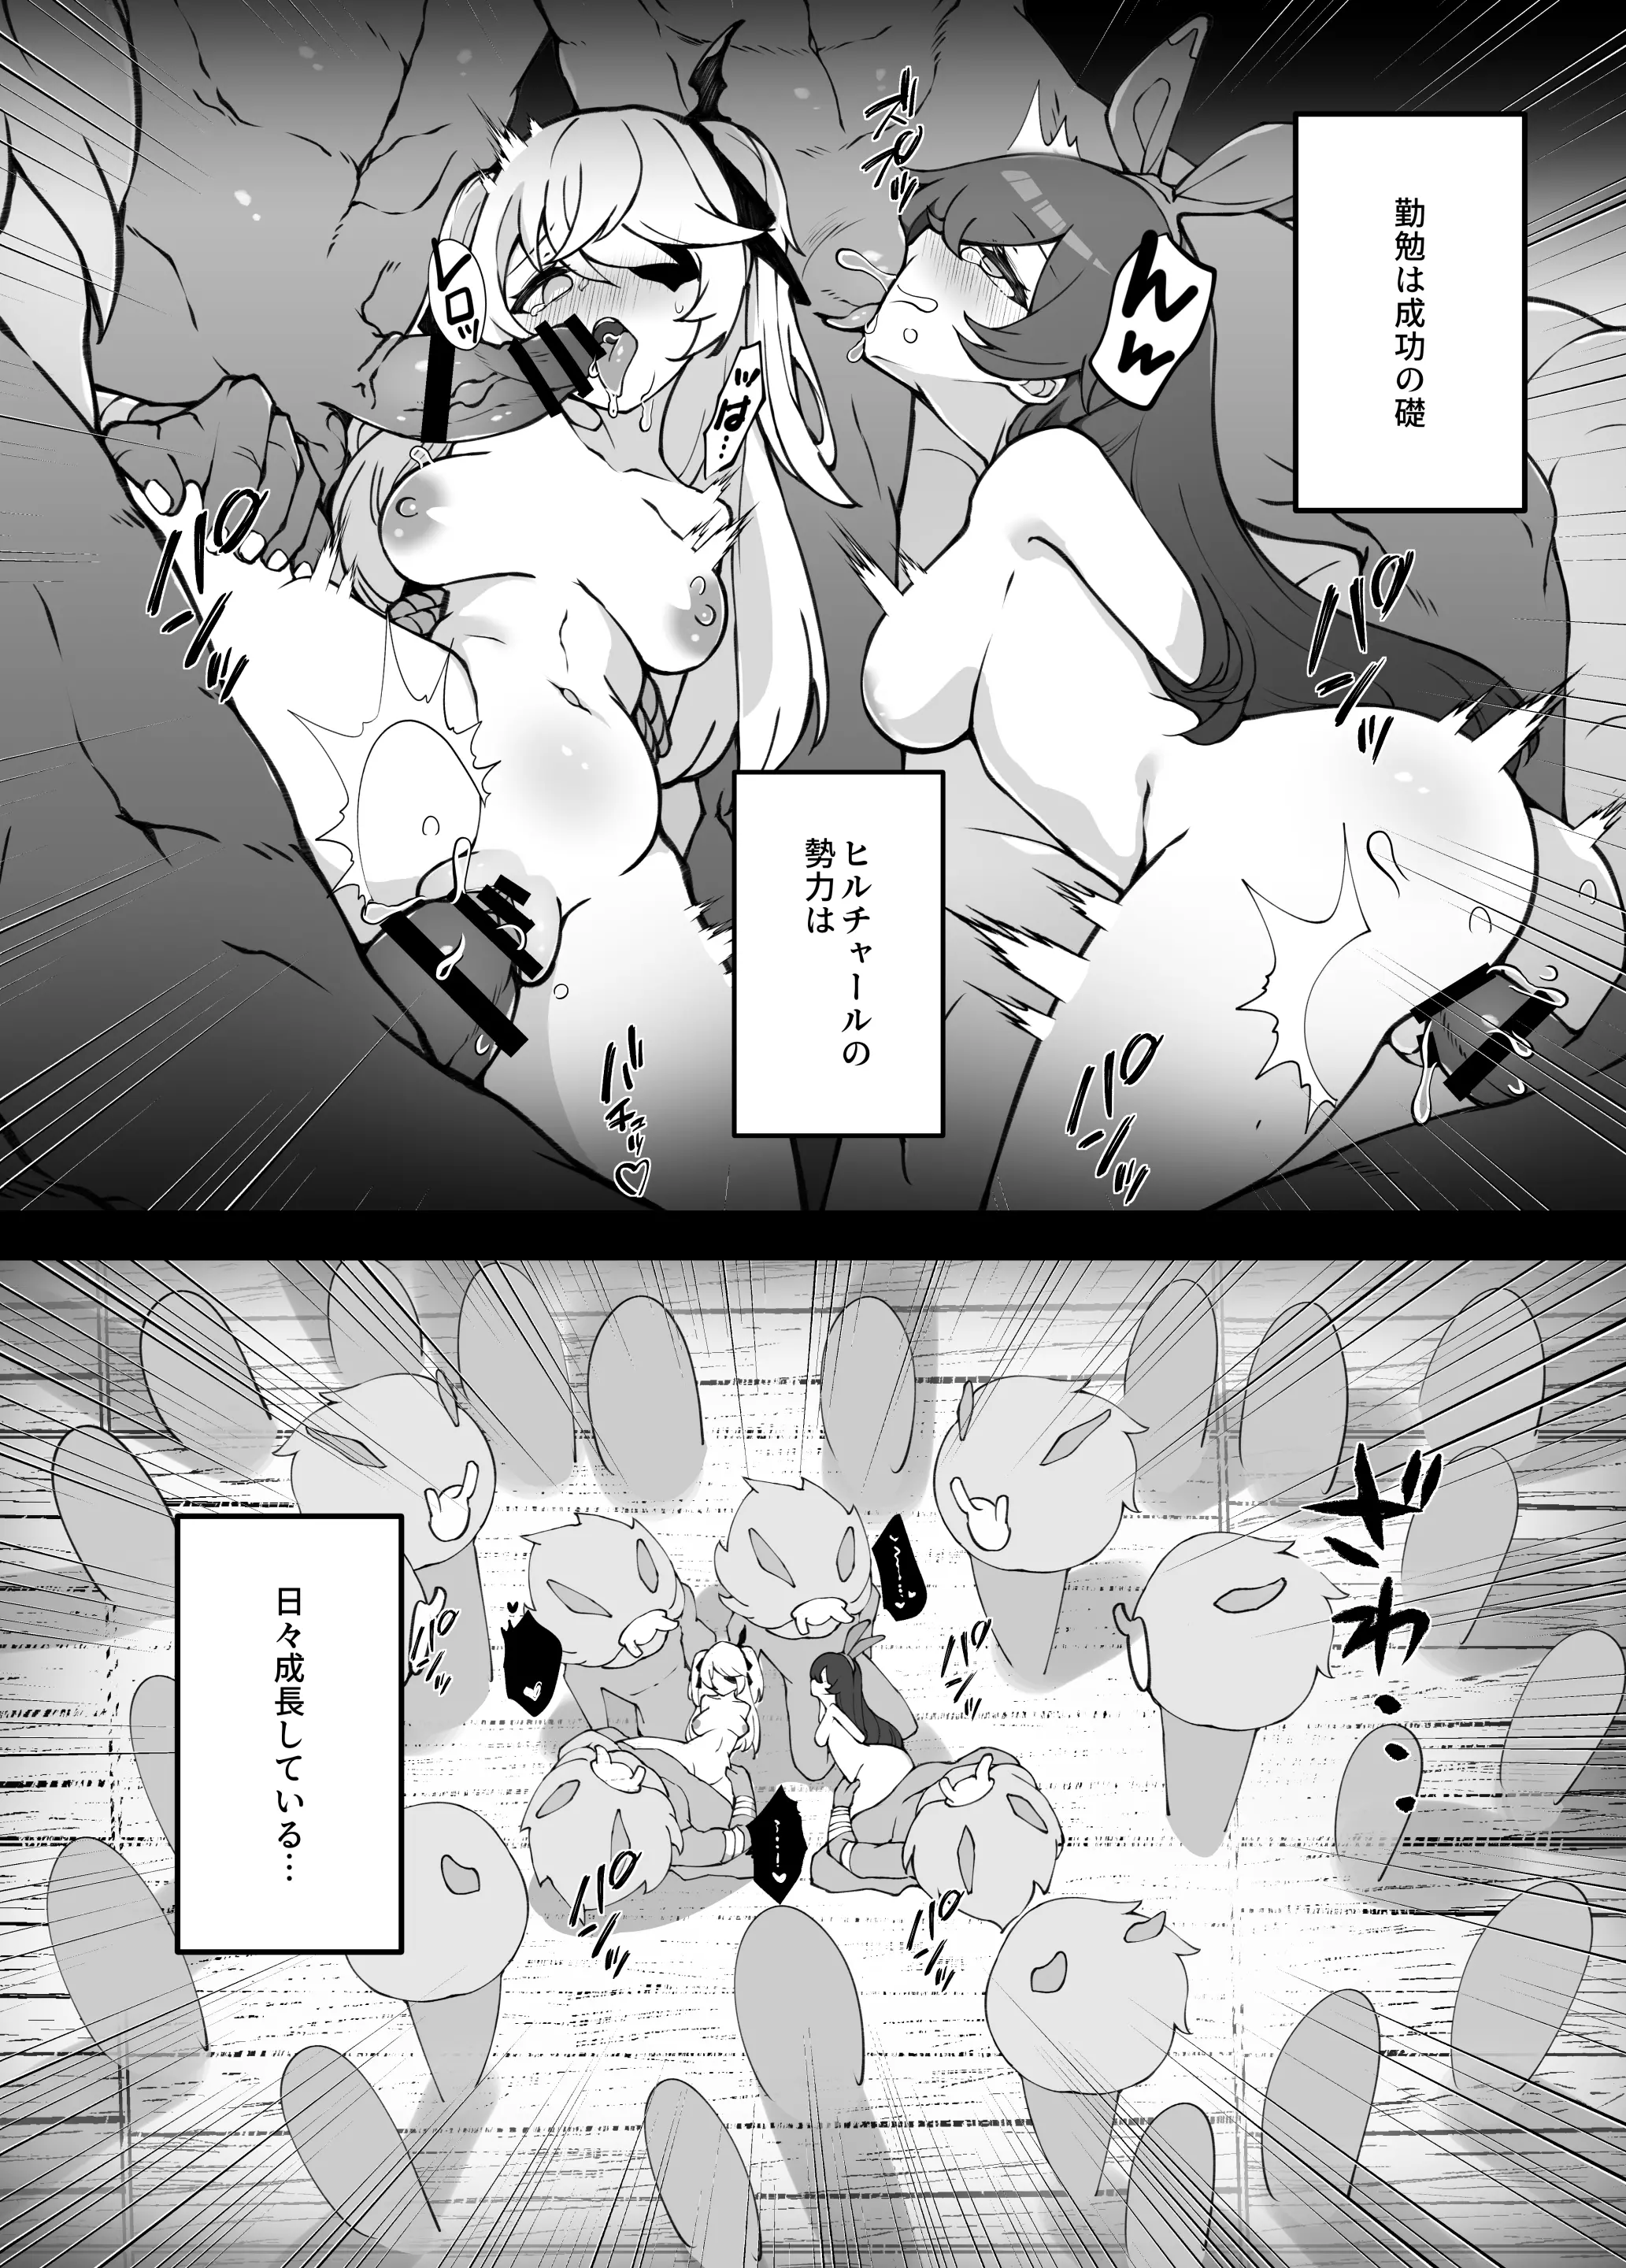 勤勉は成功の礎
ズペペッ
んん
レロッ
ッは…
パンッ
パンッ
ヒルチャールの
勢力は
パンッ
バチュッ♡
ざわ...
パンッ
パンッ
日々成長している…
パンッ
パンッ